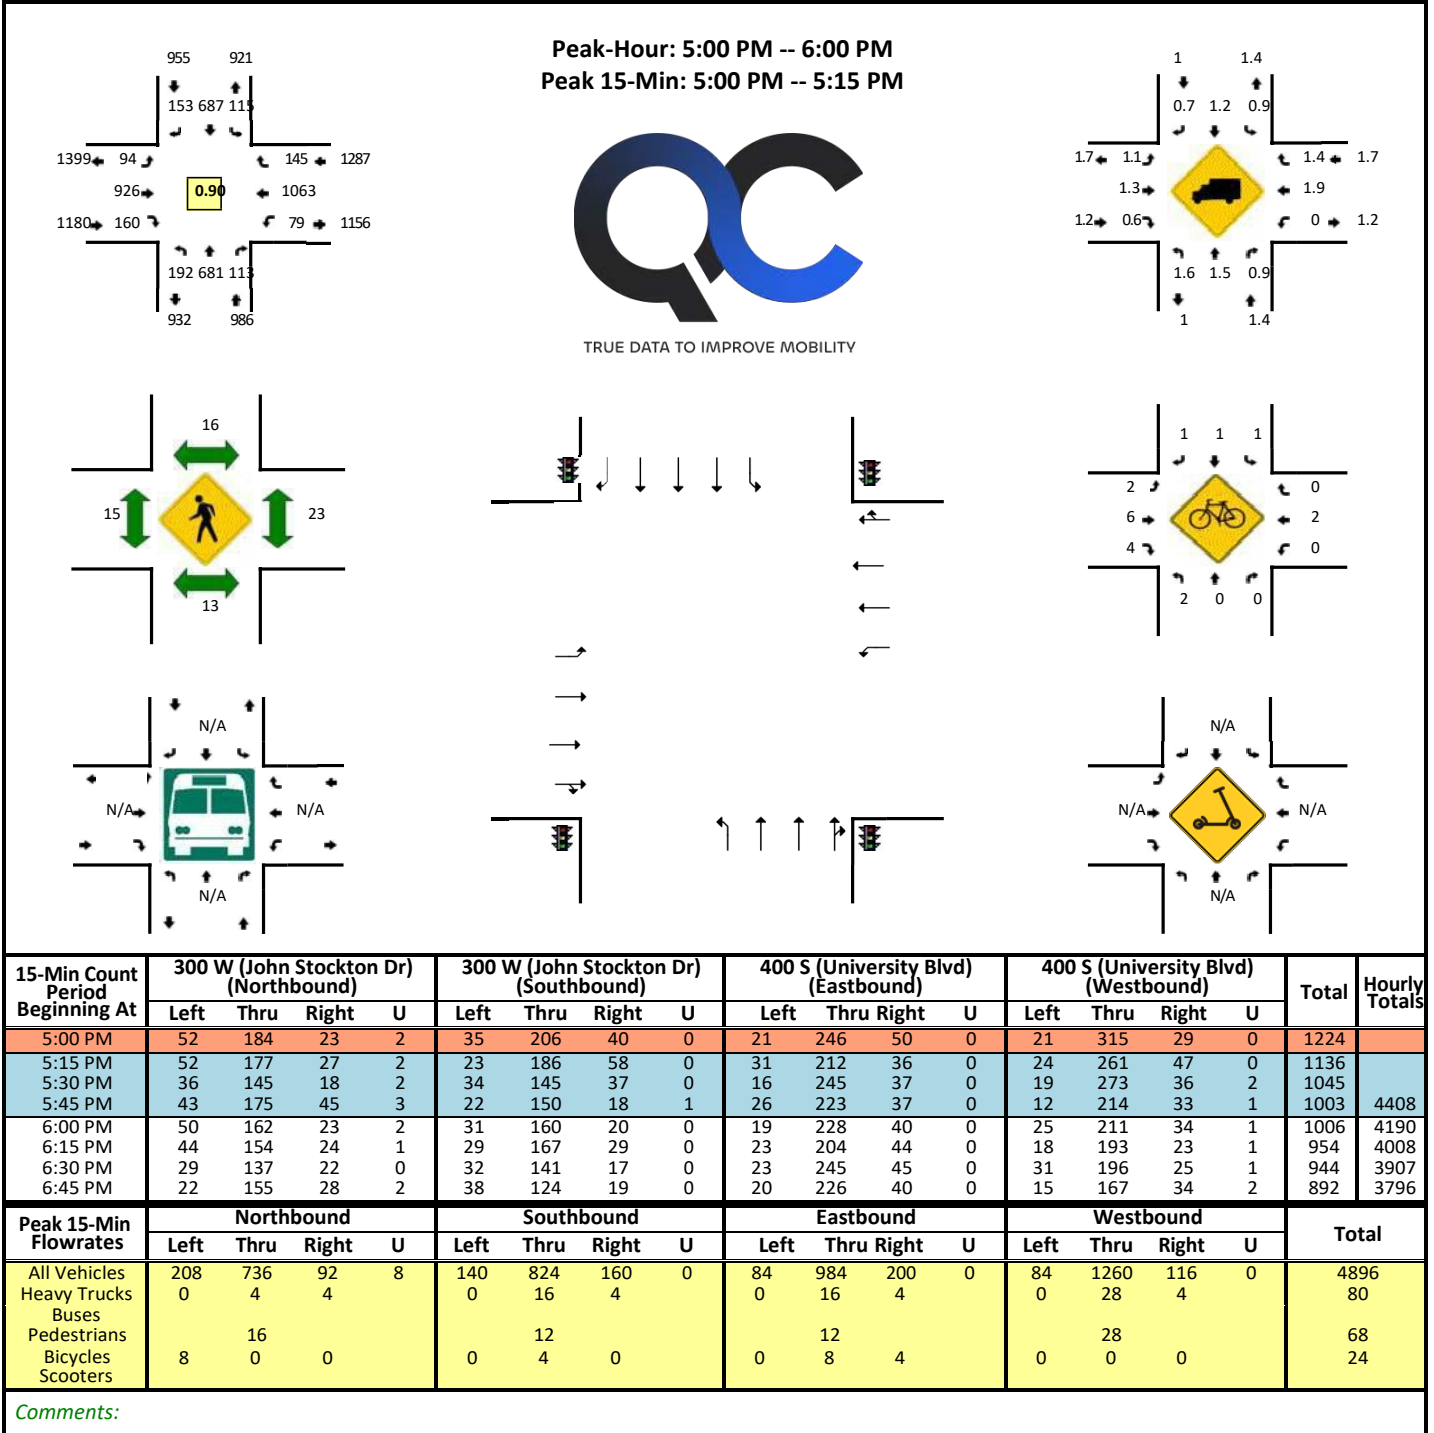 Peak-Hour: 5:00 PM -- 6:00 PM
Peak 15-Min: 5:00 PM -- 5:15 PM
955 921
153 687 115
1399 94 145 1287
926 0.90 1063
1180 160 79 1156
192 681 113
932 986
TRUE DATA TO IMPROVE MOBILITY
1 1.4
0.7 1.2 0.9
1.7 1.1 1.4 1.7
1.3 1.9
1.2 0.6 0 1.2
1.6 1.5 0.9
1 1.4
16
15 23
13
1 1 1
2 0
6 2
4 0
2 0 0
N/A
N/A N/A
N/A
N/A
N/A N/A
N/A
15-Min Count Period Beginning At 300 W (John Stockton Dr) (Northbound) 300 W (John Stockton Dr) (Southbound) 400 S (University Blvd) (Eastbound) 400 S (University Blvd) (Westbound) Total Hourly Totals
Left Thru Right U Left Thru Right U Left Thru Right U Left Thru Right U
5:00 PM 52 184 23 2 35 206 40 0 21 246 50 0 21 315 29 0 1224
5:15 PM 52 177 27 2 23 186 58 0 31 212 36 0 24 261 47 0 1136
5:30 PM 36 145 18 2 34 145 37 0 16 245 37 0 19 273 36 2 1045
5:45 PM 43 175 45 3 22 150 18 1 26 223 37 0 12 214 33 1 1003 4408
6:00 PM 50 162 23 2 31 160 20 0 19 228 40 0 25 211 34 1 1006 4190
6:15 PM 44 154 24 1 29 167 29 0 23 204 44 0 18 193 23 1 954 4008
6:30 PM 29 137 22 0 32 141 17 0 23 245 45 0 31 196 25 1 944 3907
6:45 PM 22 155 28 2 38 124 19 0 20 226 40 0 15 167 34 2 892 3796
Peak 15-Min Flowrates Northbound Southbound Eastbound Westbound Total
Left Thru Right U Left Thru Right U Left Thru Right U Left Thru Right U
All Vehicles 208 736 92 8 140 824 160 0 84 984 200 0 84 1260 116 0 4896
Heavy Trucks 0 4 4 0 16 4 0 16 4 0 28 4 80
Buses
Pedestrians 16 12 12 28 68
Bicycles 8 0 0 0 4 0 0 8 4 0 0 0 24
Scooters
Comments: